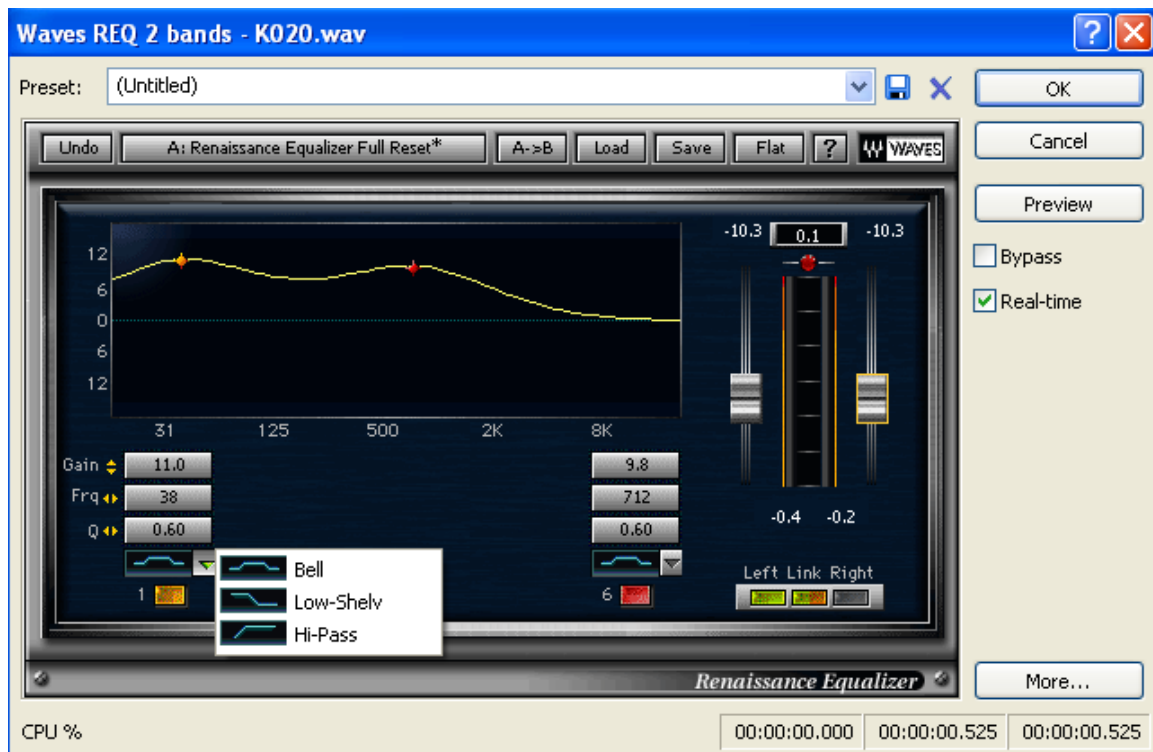 Waves REQ 2 bands - K020.wav
Preset: (Untitled) OK
Undo A: Renaissance Equalizer Full Reset* A->B Load Save Flat ? WAVES Cancel
Preview
-10.3 0.1 -10.3
12
Bypass
6
Real-time
0
6
12
31 125 500 2K 8K
Gain 11.0 9.8
Frq 38 712
Q 0.60 0.60
-0.4 -0.2
Bell
Left Link Right
1 Low-Shelv 6
Hi-Pass
Renaissance Equalizer More...
CPU % 00:00:00.000 00:00:00.525 00:00:00.525